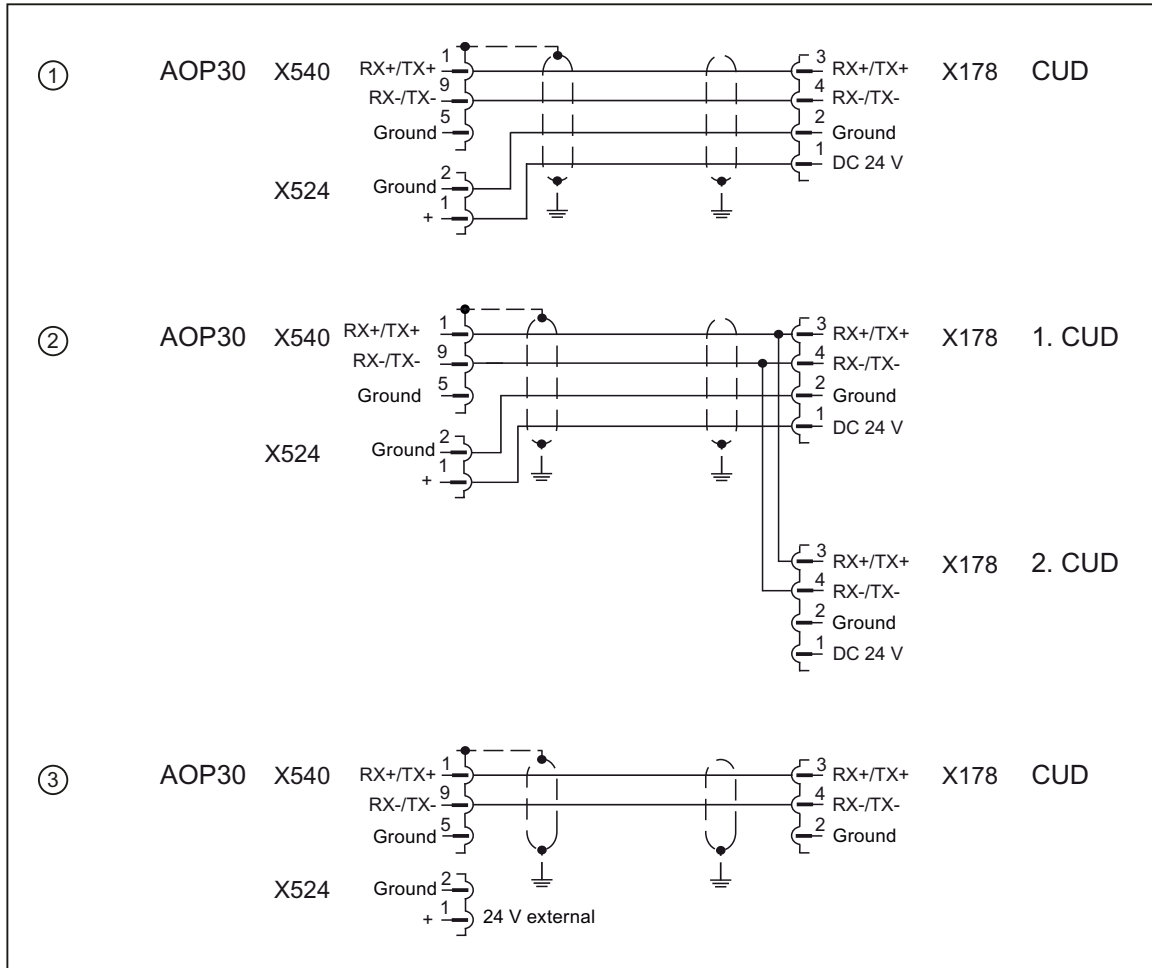 ①
AOP30 X540 RX+/TX+ 1 3 RX+/TX+ X178 CUD
RX-/TX- 9 4 RX-/TX-
Ground 5 2 Ground
1 DC 24 V
X524 Ground 2
+ 1
②
AOP30 X540 RX+/TX+ 1 3 RX+/TX+ X178 1. CUD
RX-/TX- 9 4 RX-/TX-
Ground 5 2 Ground
1 DC 24 V
X524 Ground 2
+ 1
3 RX+/TX+ X178 2. CUD
4 RX-/TX-
2 Ground
1 DC 24 V
③
AOP30 X540 RX+/TX+ 1 3 RX+/TX+ X178 CUD
RX-/TX- 9 4 RX-/TX-
Ground 5 2 Ground
X524 Ground 2
+ 1 24 V external